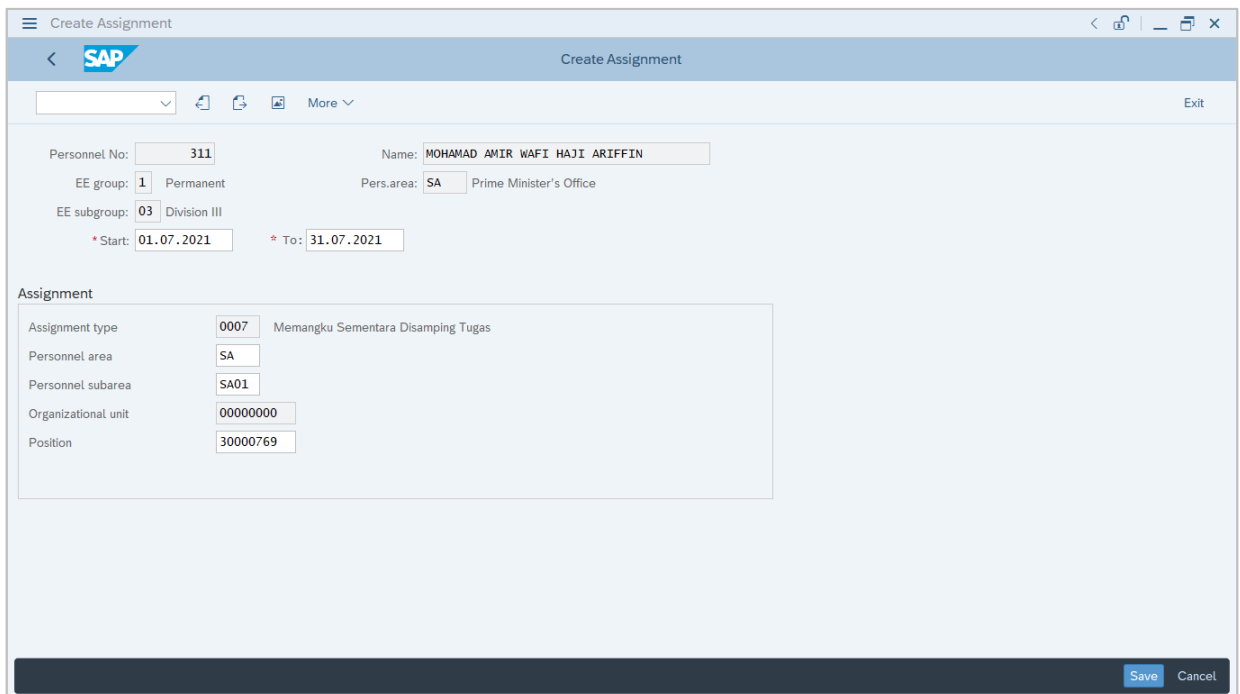 Create Assignment
SAP Create Assignment
More Exit
Personnel No: 311 Name: MOHAMAD AMIR WAFI HAJI ARIFFIN
EE group: 1 Permanent Pers.area: SA Prime Minister's Office
EE subgroup: 03 Division III
* Start: 01.07.2021 * To: 31.07.2021
Assignment
Assignment type 0007 Memangku Sementara Disamping Tugas
Personnel area SA
Personnel subarea SA01
Organizational unit 00000000
Position 30000769
Save Cancel